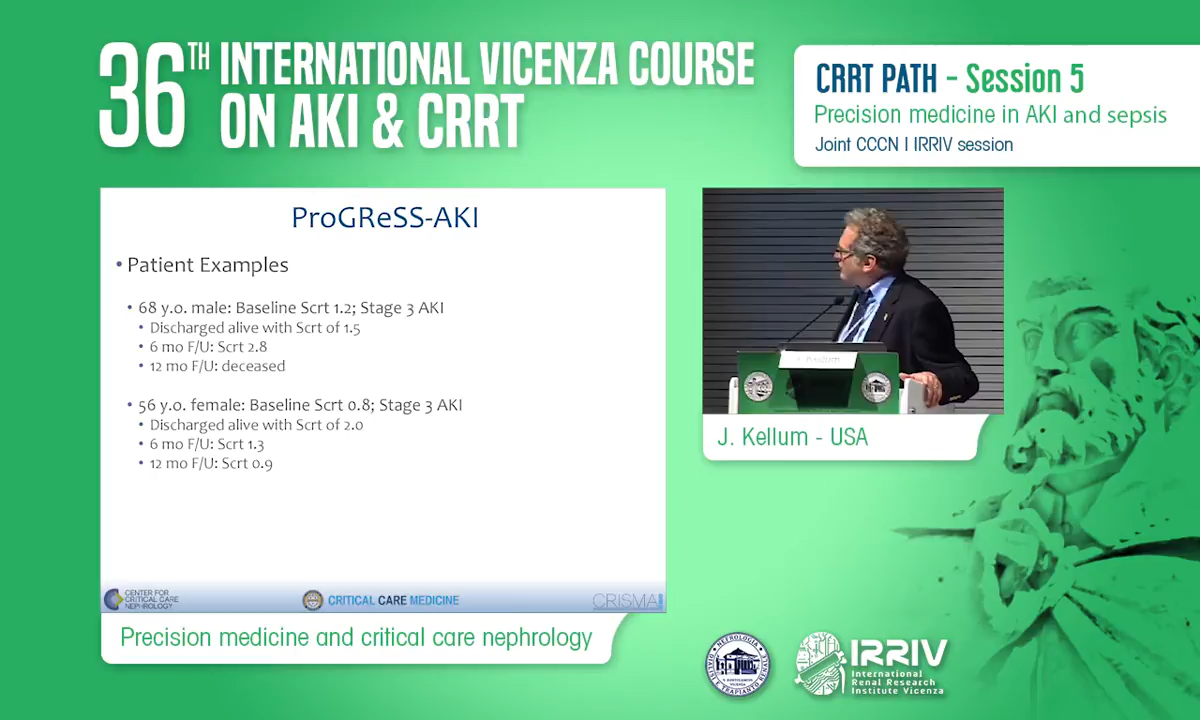 36TH INTERNATIONAL VICENZA COURSE
ON AKI & CRRT
CRRT PATH - Session 5
Precision medicine in AKI and sepsis
Joint CCCN | IRRIV session
ProGReSS-AKI
• Patient Examples
• 68 y.o. male: Baseline Scrt 1.2; Stage 3 AKI
• Discharged alive with Scrt of 1.5
• 6 mo F/U: Scrt 2.8
• 12 mo F/U: deceased
• 56 y.o. female: Baseline Scrt 0.8; Stage 3 AKI
• Discharged alive with Scrt of 2.0
• 6 mo F/U: Scrt 1.3
• 12 mo F/U: Scrt 0.9
CENTER FOR
CRITICAL CARE
NEPHROLOGY
CRITICAL CARE MEDICINE
CRISMA
Precision medicine and critical care nephrology
J. Kellum - USA
NEFROLOGIA
DIALISI E TRAPIANTO RENALE
VICENZA
IRRIV
International
Renal Research
Institute Vicenza